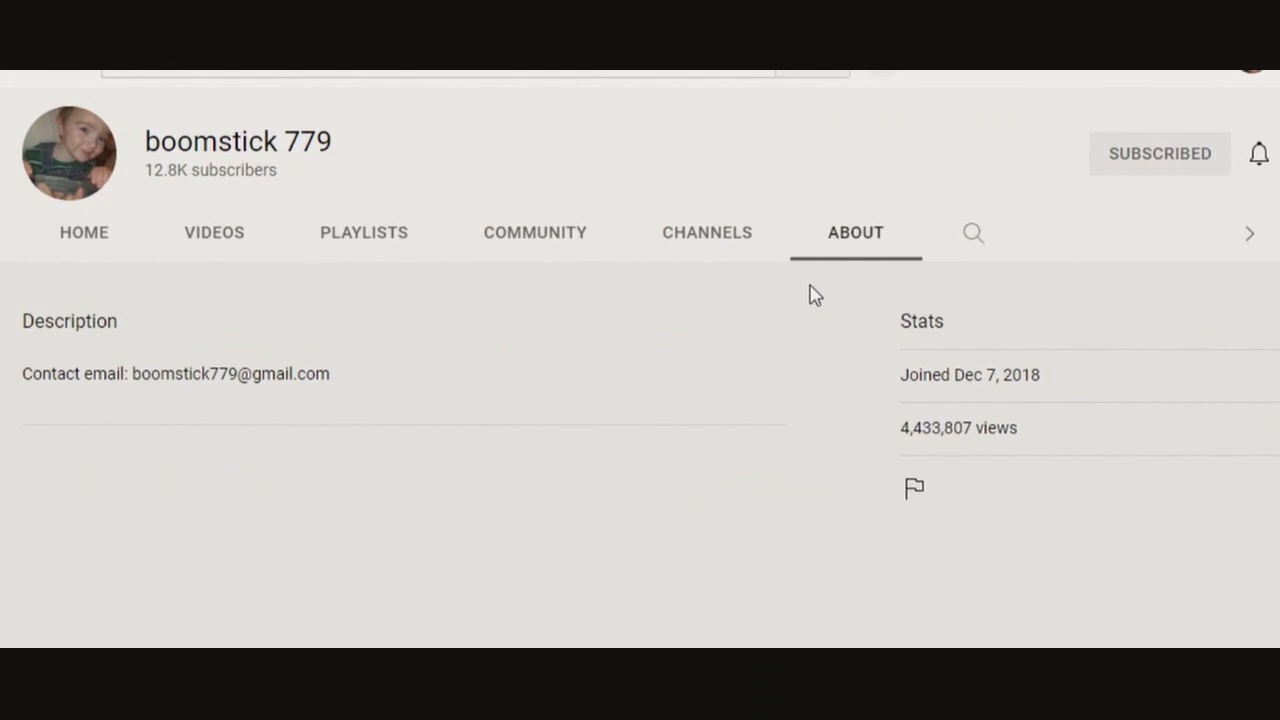 boomstick 779
12.8K subscribers
SUBSCRIBED
HOME VIDEOS PLAYLISTS COMMUNITY CHANNELS ABOUT
Description
Contact email: boomstick779@gmail.com
Stats
Joined Dec 7, 2018
4,433,807 views